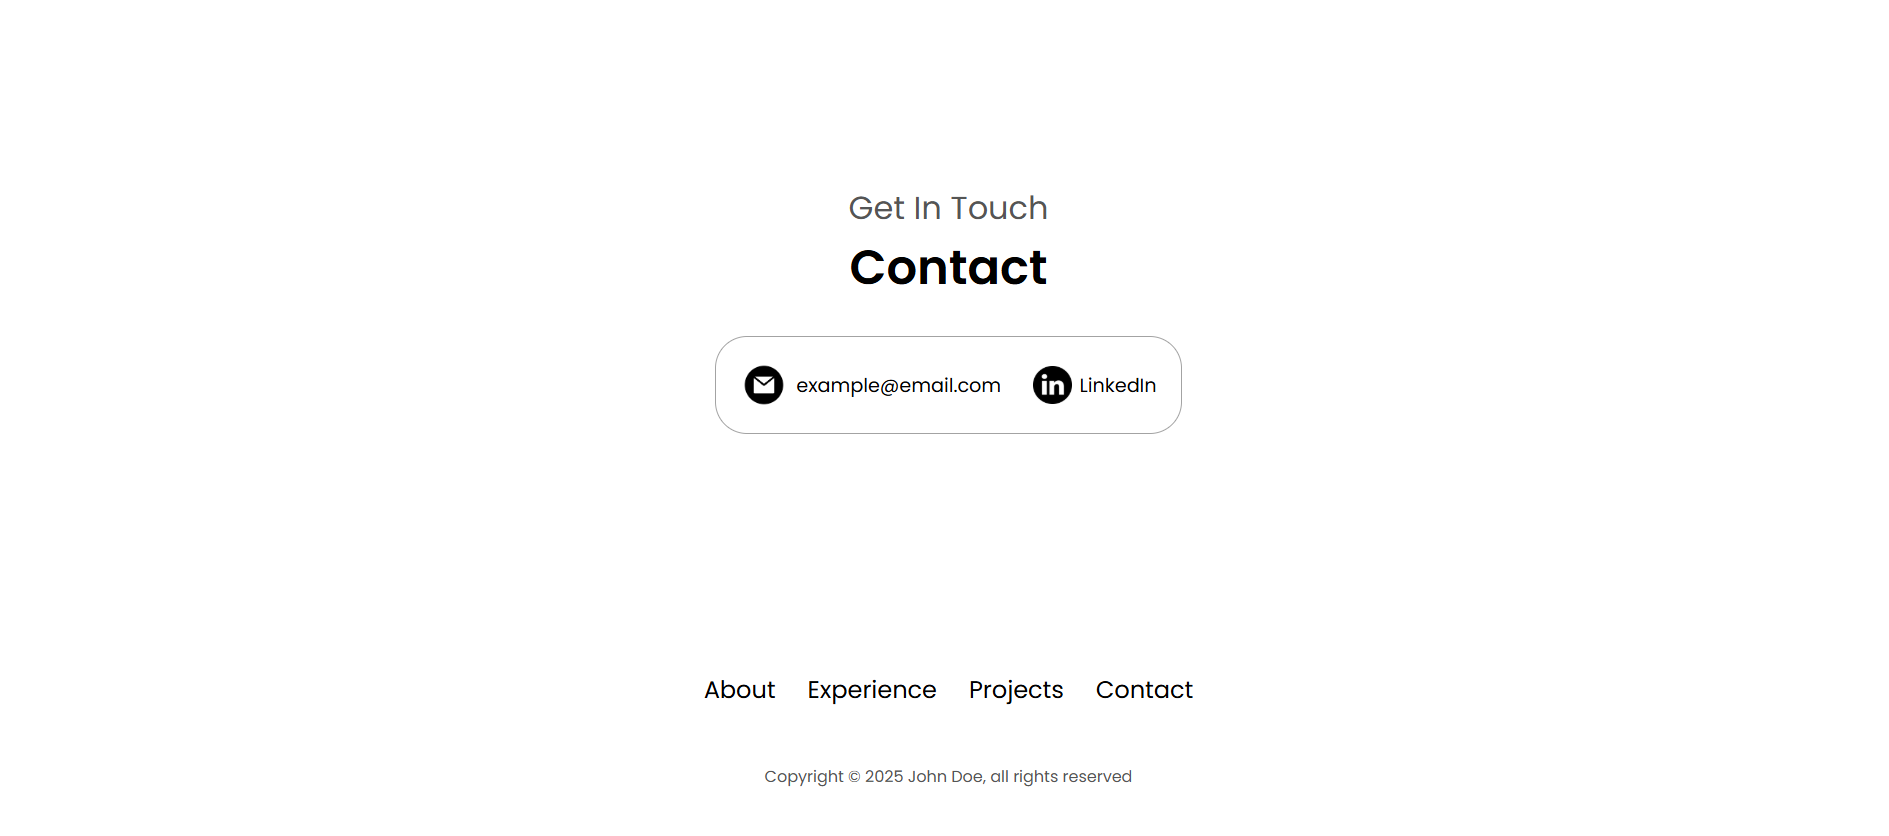 Get In Touch
Contact
example@email.com in LinkedIn
About Experience Projects Contact
Copyright © 2025 John Doe, all rights reserved